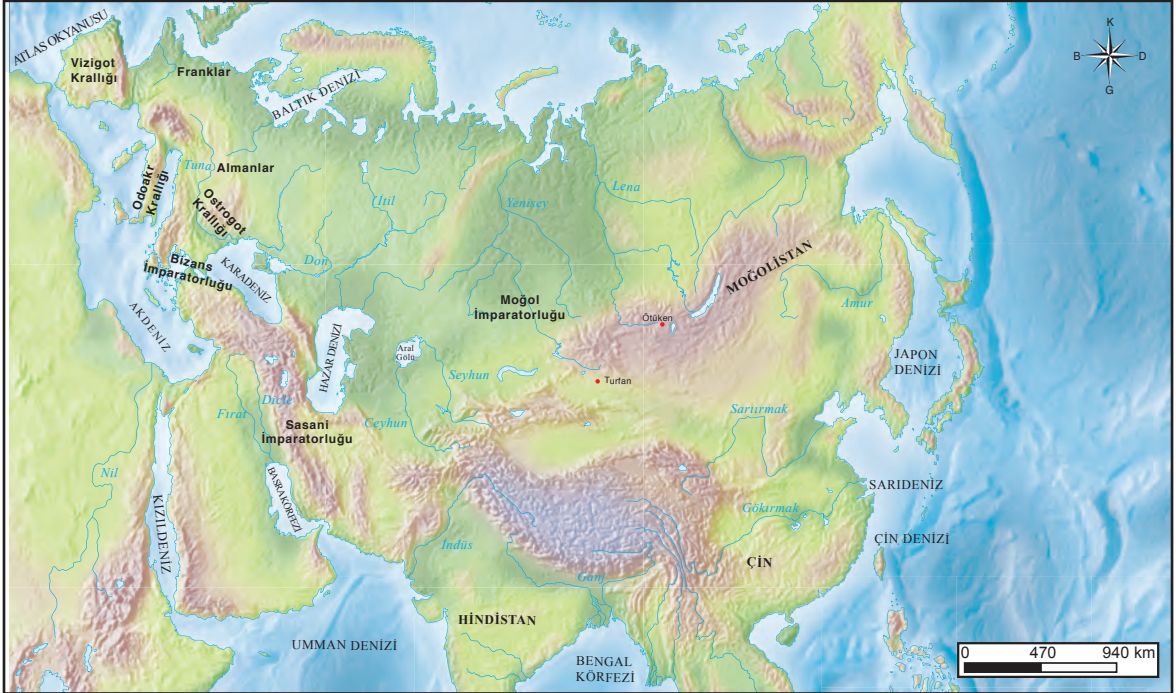 ATLAS OKYANUSU
Vizigot
Krallığı
Franklar
BALTIK DENİZİ
K
B
D
G
Tuna
Almanlar
Odoakr
Krallığı
Ostrogot
Krallığı
İtil
Yenisey
Lena
Don
Bizans
İmparatorluğu
KARADENİZ
MOĞOLİSTAN
Moğol
İmparatorluğu
Ötüken
Amur
AKDENİZ
HAZAR DENİZİ
Aral
Gölü
Seyhun
Turfan
JAPON
DENİZİ
Fırat
Dicle
Ceyhun
Sarıırmak
Sasani
İmparatorluğu
Nil
KIZILDENİZ
BASRAKÖRFEZİ
SARIDENİZ
Gökırmak
ÇİN DENİZİ
İndüs
Ganj
ÇİN
HİNDİSTAN
UMMAN DENİZİ
BENGAL
KÖRFEZİ
0 470 940 km